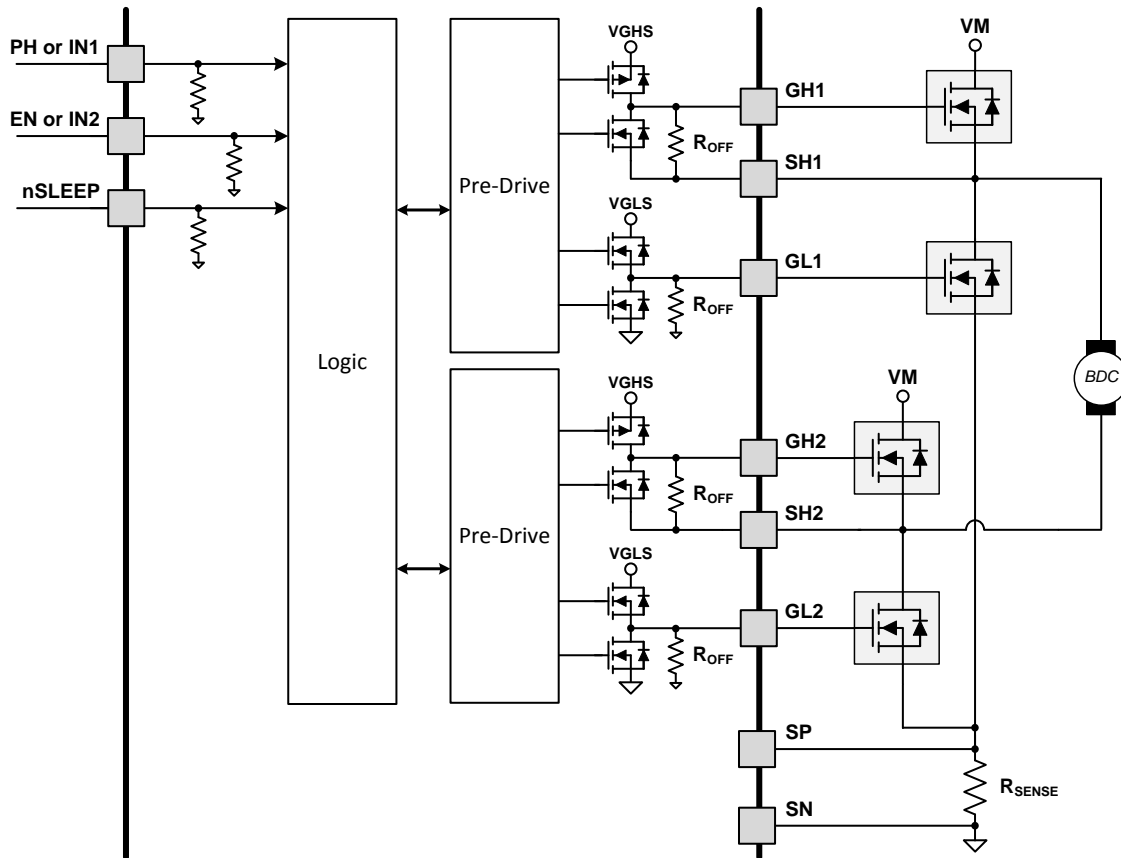 PH or IN1
EN or IN2
nSLEEP
Logic
Pre-Drive
Pre-Drive
VGHS
ROFF
VGLS
ROFF
VGHS
ROFF
VGLS
ROFF
GH1
SH1
GL1
GH2
SH2
GL2
SP
SN
VM
VM
BDC
RSENSE